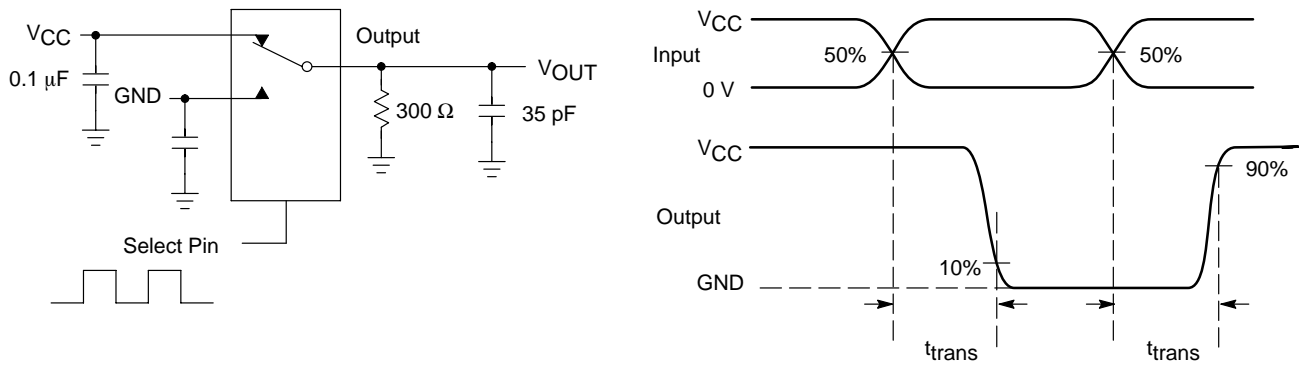 VCC
0.1 μF
GND
Output
VOUT
300 Ω
35 pF
Select Pin
VCC
Input
0 V
50%
50%
VCC
Output
GND
10%
90%
ttrans
ttrans